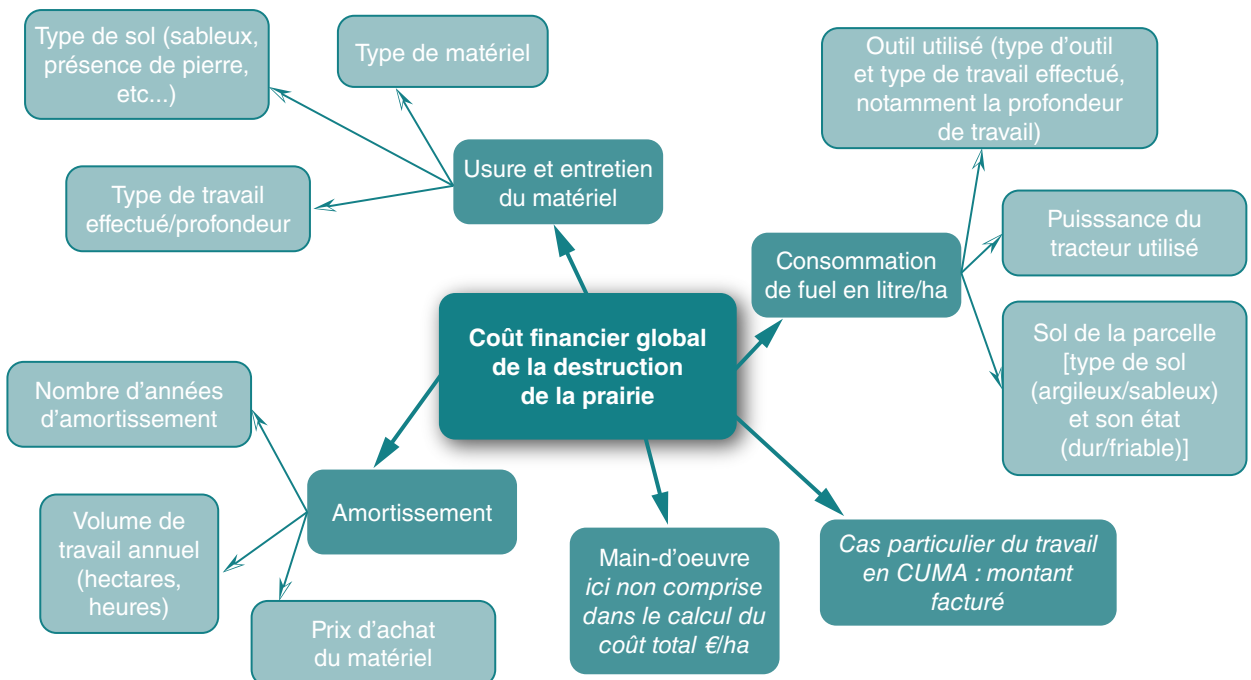 Type de sol (sableux,
présence de pierre,
etc...)
Type de matériel
Outil utilisé (type d’outil
et type de travail effectué,
notamment la profondeur
de travail)
Usure et entretien
du matériel
Type de travail
effectué/profondeur
Puisssance du
tracteur utilisé
Consommation
de fuel en litre/ha
Coût financier global
de la destruction
de la prairie
Sol de la parcelle
[type de sol
(argileux/sableux)
et son état
(dur/friable)]
Nombre d’années
d’amortissement
Amortissement
Volume de
travail annuel
(hectares,
heures)
Prix d’achat
du matériel
Main-d’oeuvre
ici non comprise
dans le calcul du
coût total €/ha
Cas particulier du travail
en CUMA : montant
facturé